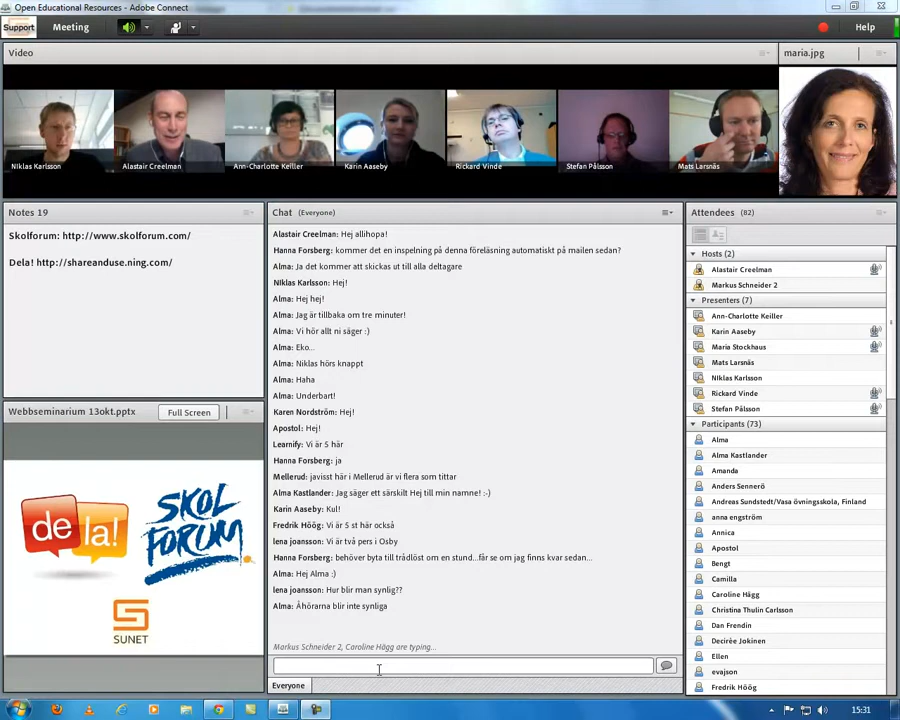 Open Educational Resources - Adobe Connect
Support
Meeting
Help
Video
maria.jpg
Niklas Karlsson
Alastair Creelman
Ann-Charlotte Keiller
Karin Aaseby
Rickard Vinde
Stefan Pålsson
Mats Larsnäs
Notes 19
Skolforum: http://www.skolforum.com/
Dela! http://shareanduse.ning.com/
Webbseminarium 13okt.pptx
Full Screen
de la!
SKOL FORUM
SUNET
Chat (Everyone)
Alastair Creelman: Hej allihopa!
Hanna Forsberg: kommer det en inspelning på denna föreläsning automatiskt på mailen sedan?
Alma: Ja det kommer att skickas ut till alla deltagare
Niklas Karlsson: Hej!
Alma: Hej hej!
Alma: Jag är tillbaka om tre minuter!
Alma: Vi hör allt ni säger :)
Alma: Eko...
Alma: Niklas hörs knappt
Alma: Haha
Alma: Underbart!
Karen Nordström: Hej!
Apostol: Hej!
Learnify: Vi är 5 här
Hanna Forsberg: ja
Mellerud: javisst här i Mellerud är vi flera som tittar
Alma Kastlander: Jag säger ett särskilt Hej till min namne! :-)
Karin Aaseby: Kul!
Fredrik Höög: Vi är 5 st här också
lena joansson: Vi är två pers i Osby
Hanna Forsberg: behöver byta till trådlöst om en stund...får se om jag finns kvar sedan...
Alma: Hej Alma :)
lena joansson: Hur blir man synlig??
Alma: Åhörarna blir inte synliga
Markus Schneider 2, Caroline Hägg are typing...
Everyone
Attendees (82)
Hosts (2)
Alastair Creelman
Markus Schneider 2
Presenters (7)
Ann-Charlotte Keiller
Karin Aaseby
Maria Stockhaus
Mats Larsnäs
Niklas Karlsson
Rickard Vinde
Stefan Pålsson
Participants (73)
Alma
Alma Kastlander
Amanda
Anders Sennerö
Andreas Sundstedt/Vasa övningsskola, Finland
anna engström
Annica
Apostol
Bengt
Camilla
Caroline Hägg
Christina Thulin Carlsson
Dan Frendin
Decirèe Jokinen
Ellen
evajson
Fredrik Höög
15:31